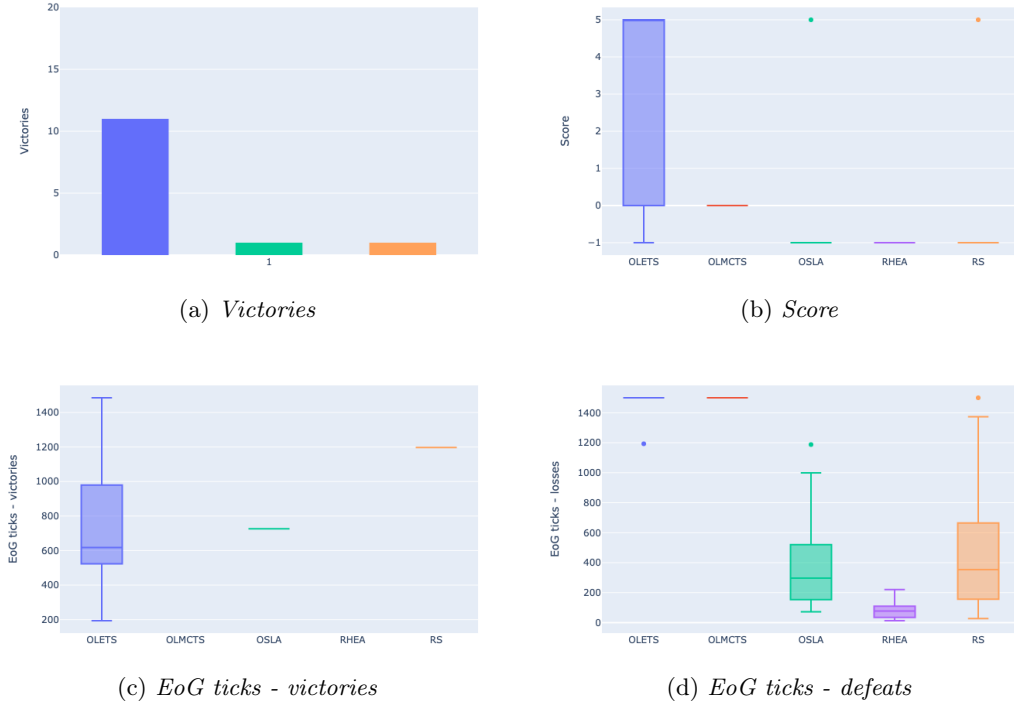 20
15
10
5
0
Victories
1
(a) Victories
5
4
3
2
1
0
−1
Score
OLETS OLMCTS OSLA RHEA RS
(b) Score
1400
1200
1000
800
600
400
200
EoG ticks - victories
OLETS OLMCTS OSLA RHEA RS
(c) EoG ticks - victories
1400
1200
1000
800
600
400
200
0
EoG ticks - losses
OLETS OLMCTS OSLA RHEA RS
(d) EoG ticks - defeats